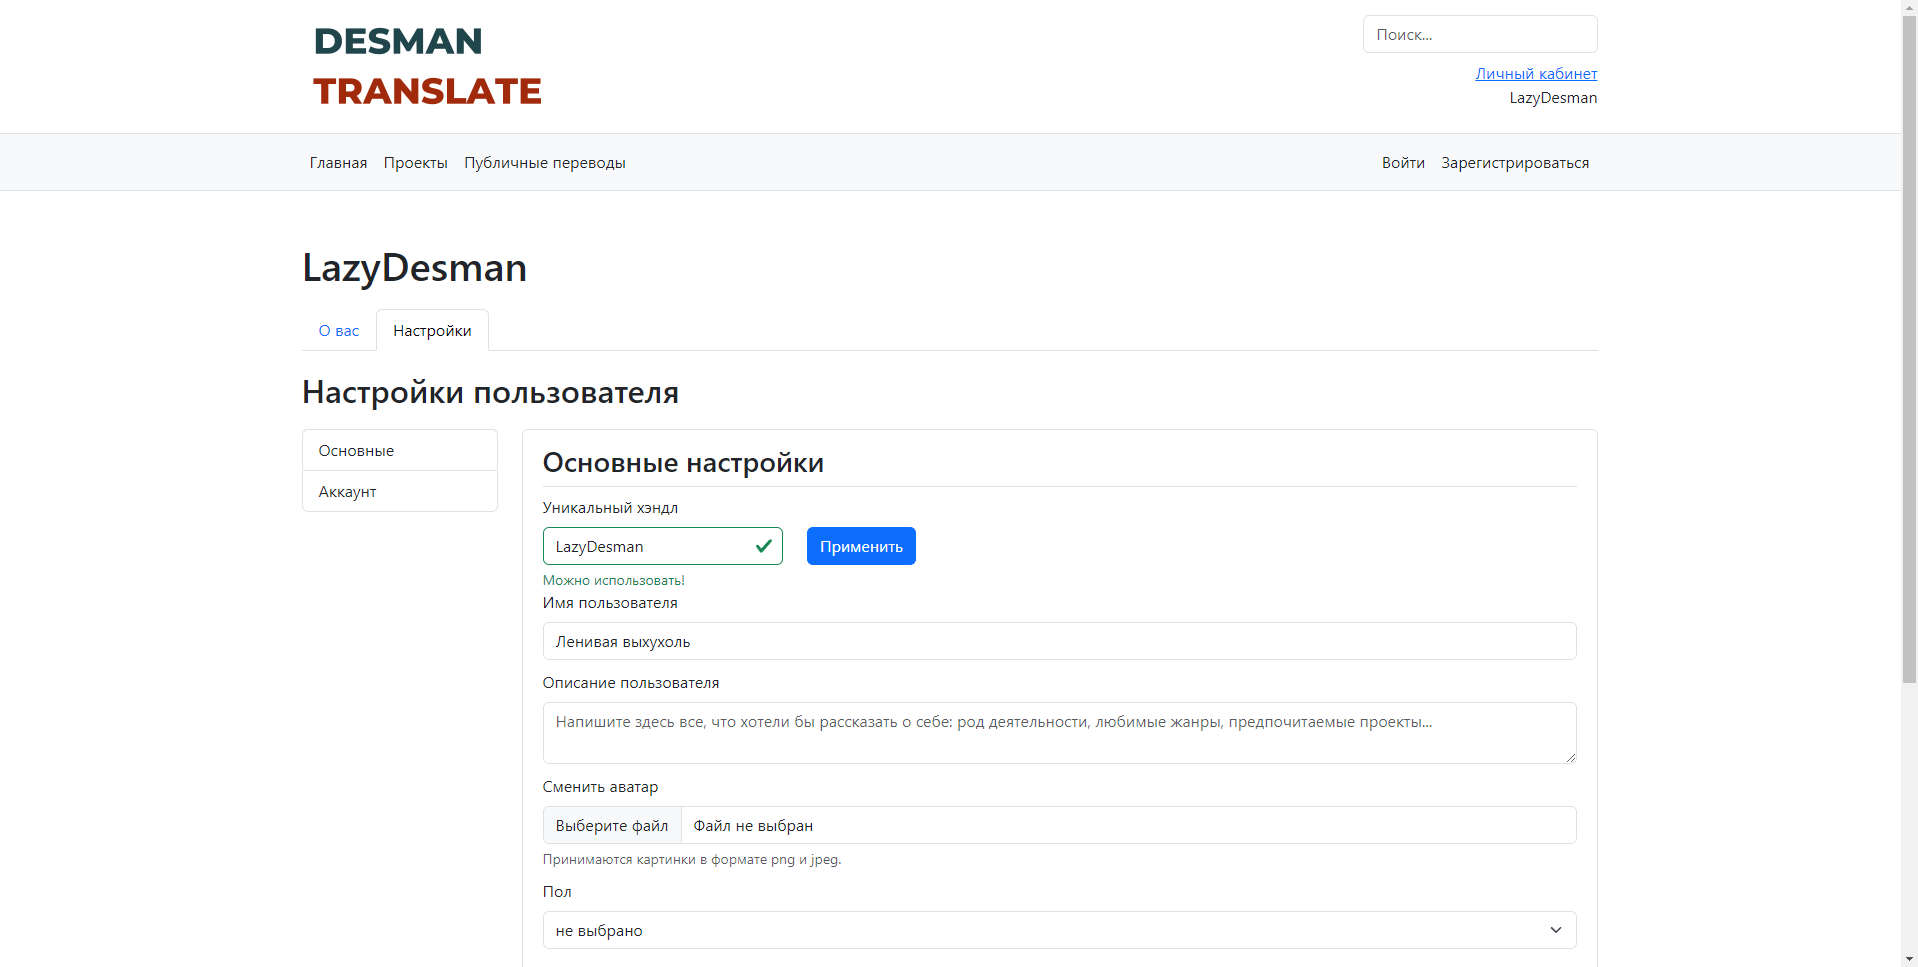 DESMAN
TRANSLATE
Поиск...
Личный кабинет
LazyDesman
Главная Проекты Публичные переводы Войти Зарегистрироваться
LazyDesman
О вас Настройки
Настройки пользователя
Основные
Аккаунт
Основные настройки
Уникальный хэндл
LazyDesman Применить
Можно использовать!
Имя пользователя
Ленивая выхухоль
Описание пользователя
Напишите здесь все, что хотели бы рассказать о себе: род деятельности, любимые жанры, предпочитаемые проекты...
Сменить аватар
Выберите файл Файл не выбран
Принимаются картинки в формате png и jpeg.
Пол
не выбрано